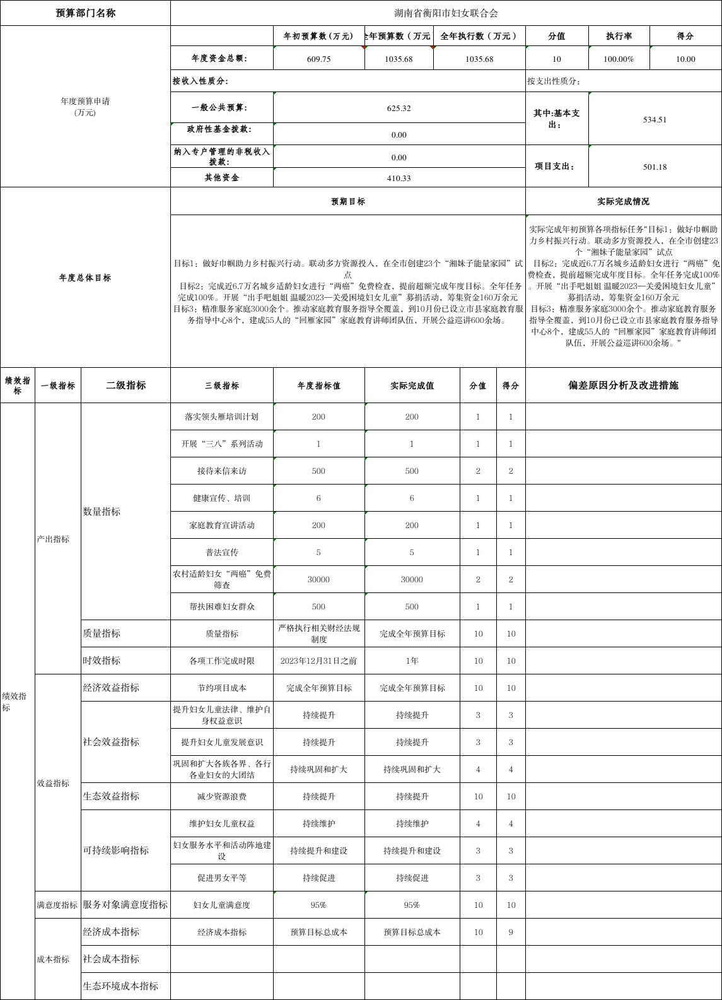 预算部门名称 湖南省衡阳市妇女联合会
年初预算数(万元) 全年预算数（万元 全年执行数（万元） 分值 执行率 得分
年度资金总额： 609.75 1035.68 1035.68 10 100.00% 10.00
按收入性质分： 按支出性质分：
年度预算申请
(万元)
一般公共预算： 625.32
其中:基本支
出： 534.51
政府性基金拨款： 0.00
纳入专户管理的非税收入
拨款： 0.00
项目支出： 501.18
其他资金 410.33
年度总体目标
预期目标 实际完成情况
目标1：做好巾帼助力乡村振兴行动。联动多方资源投入，在全市创建23个“湘妹子能量家园”试
点
目标2：完成近6.7万名城乡适龄妇女进行“两癌”免费检查，提前超额完成年度目标。全年任务
完成100%。开展“出手吧姐姐 温暖2023—关爱困境妇女儿童”募捐活动，筹集资金160万余元
目标3：精准服务家庭3000余个。推动家庭教育服务指导全覆盖，到10月份已设立市县家庭教育服
务指导中心8个，建成55人的“回雁家园”家庭教育讲师团队伍，开展公益巡讲600余场。
实际完成年初预算各项指标任务"目标1：做好巾帼助
力乡村振兴行动。联动多方资源投入，在全市创建23
个“湘妹子能量家园”试点
目标2：完成近6.7万名城乡适龄妇女进行“两癌”免
费检查，提前超额完成年度目标。全年任务完成100%
。开展“出手吧姐姐 温暖2023—关爱困境妇女儿童”
募捐活动，筹集资金160万余元
目标3：精准服务家庭3000余个。推动家庭教育服务
指导全覆盖，到10月份已设立市县家庭教育服务指导
中心8个，建成55人的“回雁家园”家庭教育讲师团
队伍，开展公益巡讲600余场。"
绩效指
标 一级指标 二级指标 三级指标 年度指标值 实际完成值 分值 得分 偏差原因分析及改进措施
绩效指
标
产出指标
数量指标
落实领头雁培训计划 200 200 1 1
开展“三八”系列活动 1 1 1 1
接待来信来访 500 500 2 2
健康宣传、培训 6 6 1 1
家庭教育宣讲活动 200 200 1 1
普法宣传 5 5 1 1
农村适龄妇女“两癌”免费
筛查 30000 30000 2 2
帮扶困难妇女群众 500 500 1 1
质量指标 质量指标 严格执行相关财经法规
制度 完成全年预算目标 10 10
时效指标 各项工作完成时限 2023年12月31日之前 1年 10 10
效益指标
经济效益指标 节约项目成本 完成全年预算目标 完成全年预算目标 10 10
社会效益指标
提升妇女儿童法律、维护自
身权益意识 持续提升 持续提升 3 3
提升妇女儿童发展意识 持续提升 持续提升 3 3
巩固和扩大各族各界、各行
各业妇女的大团结 持续巩固和扩大 持续巩固和扩大 4 4
生态效益指标 减少资源浪费 持续提升 持续提升 10 10
可持续影响指标
维护妇女儿童权益 持续维护 持续维护 4 4
妇女服务水平和活动阵地建
设 持续提升和建设 持续提升和建设 3 3
促进男女平等 持续促进 持续促进 3 3
满意度指标 服务对象满意度指标 妇女儿童满意度 95% 95% 10 10
成本指标
经济成本指标 经济成本指标 预算目标总成本 预算目标总成本 10 9
社会成本指标
生态环境成本指标